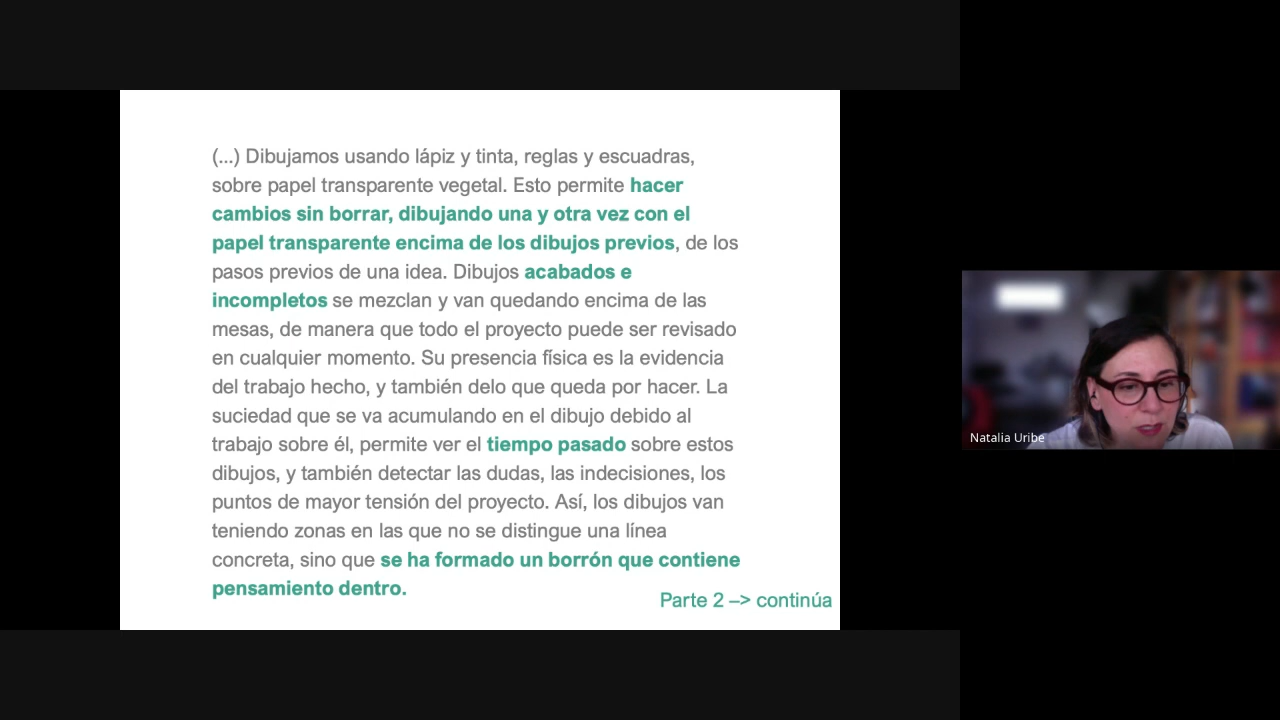 (...) Dibujamos usando lápiz y tinta, reglas y escuadras,
sobre papel transparente vegetal. Esto permite hacer
cambios sin borrar, dibujando una y otra vez con el
papel transparente encima de los dibujos previos, de los
pasos previos de una idea. Dibujos acabados e
incompletos se mezclan y van quedando encima de las
mesas, de manera que todo el proyecto puede ser revisado
en cualquier momento. Su presencia física es la evidencia
del trabajo hecho, y también delo que queda por hacer. La
suciedad que se va acumulando en el dibujo debido al
trabajo sobre él, permite ver el tiempo pasado sobre estos
dibujos, y también detectar las dudas, las indecisiones, los
puntos de mayor tensión del proyecto. Así, los dibujos van
teniendo zonas en las que no se distingue una línea
concreta, sino que se ha formado un borrón que contiene
pensamiento dentro.
Parte 2 –> continúa
Natalia Uribe